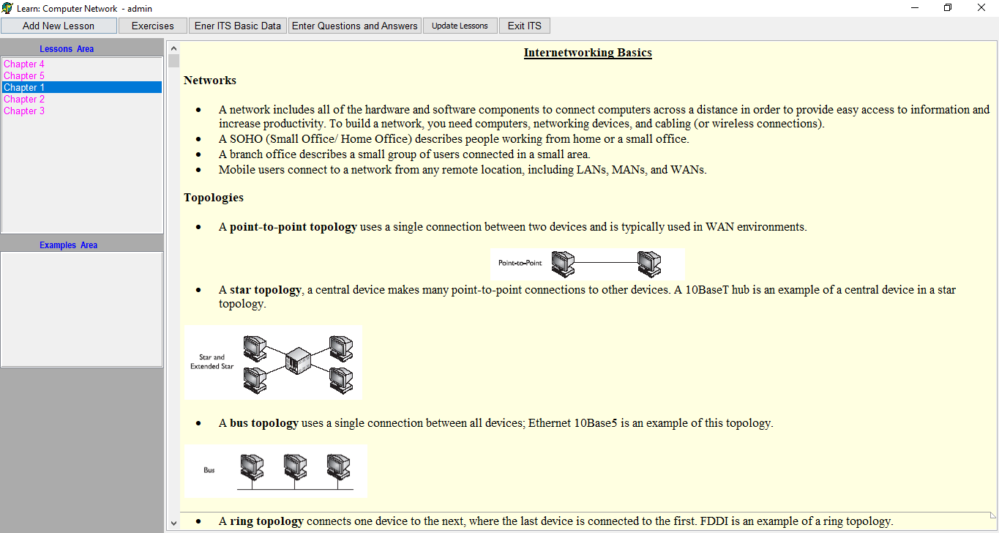 Learn: Computer Network - admin
Add New Lesson
Exercises
Ener ITS Basic Data
Enter Questions and Answers
Update Lessons
Exit ITS
Lessons Area
Chapter 4
Chapter 5
Chapter 1
Chapter 2
Chapter 3
Examples Area
Internetworking Basics
Networks
• A network includes all of the hardware and software components to connect computers across a distance in order to provide easy access to information and
increase productivity. To build a network, you need computers, networking devices, and cabling (or wireless connections).
• A SOHO (Small Office/ Home Office) describes people working from home or a small office.
• A branch office describes a small group of users connected in a small area.
• Mobile users connect to a network from any remote location, including LANs, MANs, and WANs.
Topologies
• A point-to-point topology uses a single connection between two devices and is typically used in WAN environments.
Point-to-Point
• A star topology, a central device makes many point-to-point connections to other devices. A 10BaseT hub is an example of a central device in a star
topology.
Star and
Extended Star
• A bus topology uses a single connection between all devices; Ethernet 10Base5 is an example of this topology.
Bus
• A ring topology connects one device to the next, where the last device is connected to the first. FDDI is an example of a ring topology.